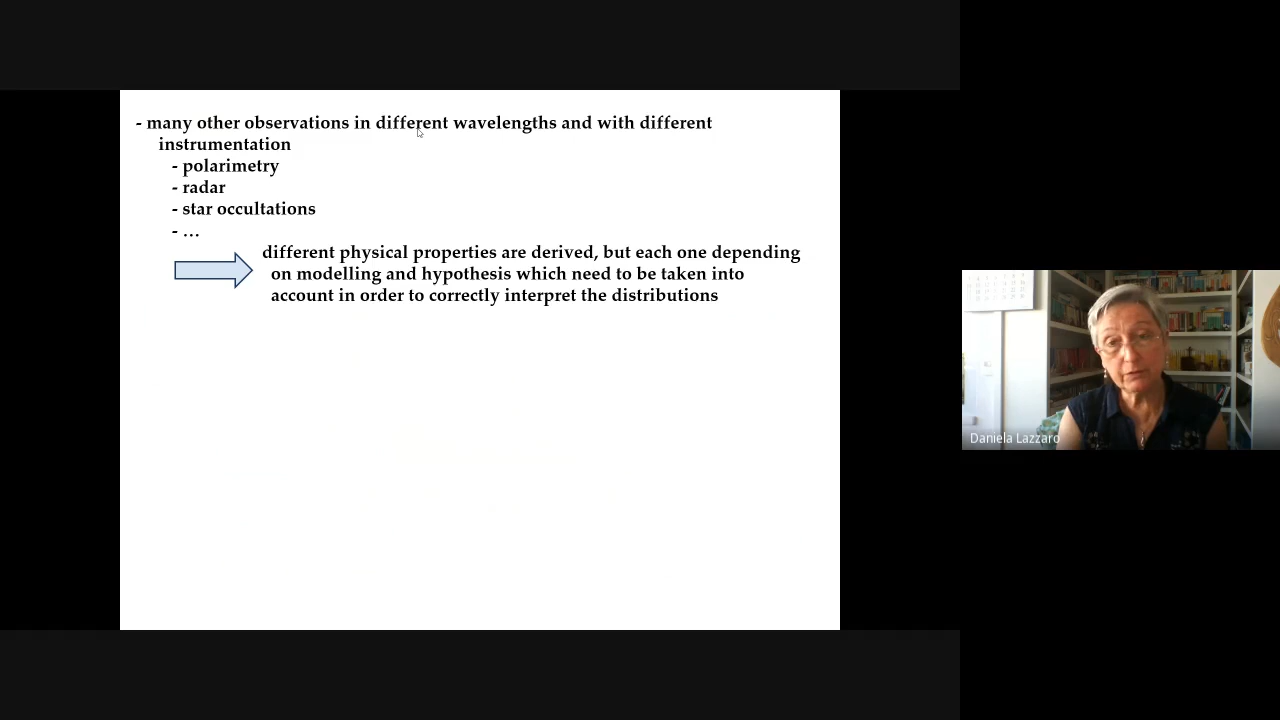 - many other observations in different wavelengths and with different
instrumentation
- polarimetry
- radar
- star occultations
- ...
different physical properties are derived, but each one depending
on modelling and hypothesis which need to be taken into
account in order to correctly interpret the distributions
Daniela Lazzaro